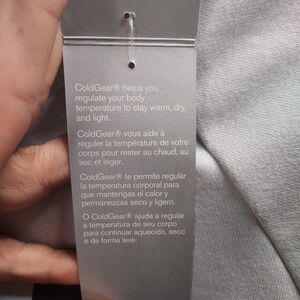 ColdGear® helps you
regulate your body
temperature to stay warm, dry,
and light.
ColdGear® vous aide à
réguler la température de votre
corps pour rester au chaud, au
sec et léger.
ColdGear® te permite regular
la temperatura corporal para
que mantengas el calor y
permanezcas seco y ligero.
O ColdGear® ajuda a regular
a temperatura de seu corpo
para continuar aquecido, seco
e de forma leve.